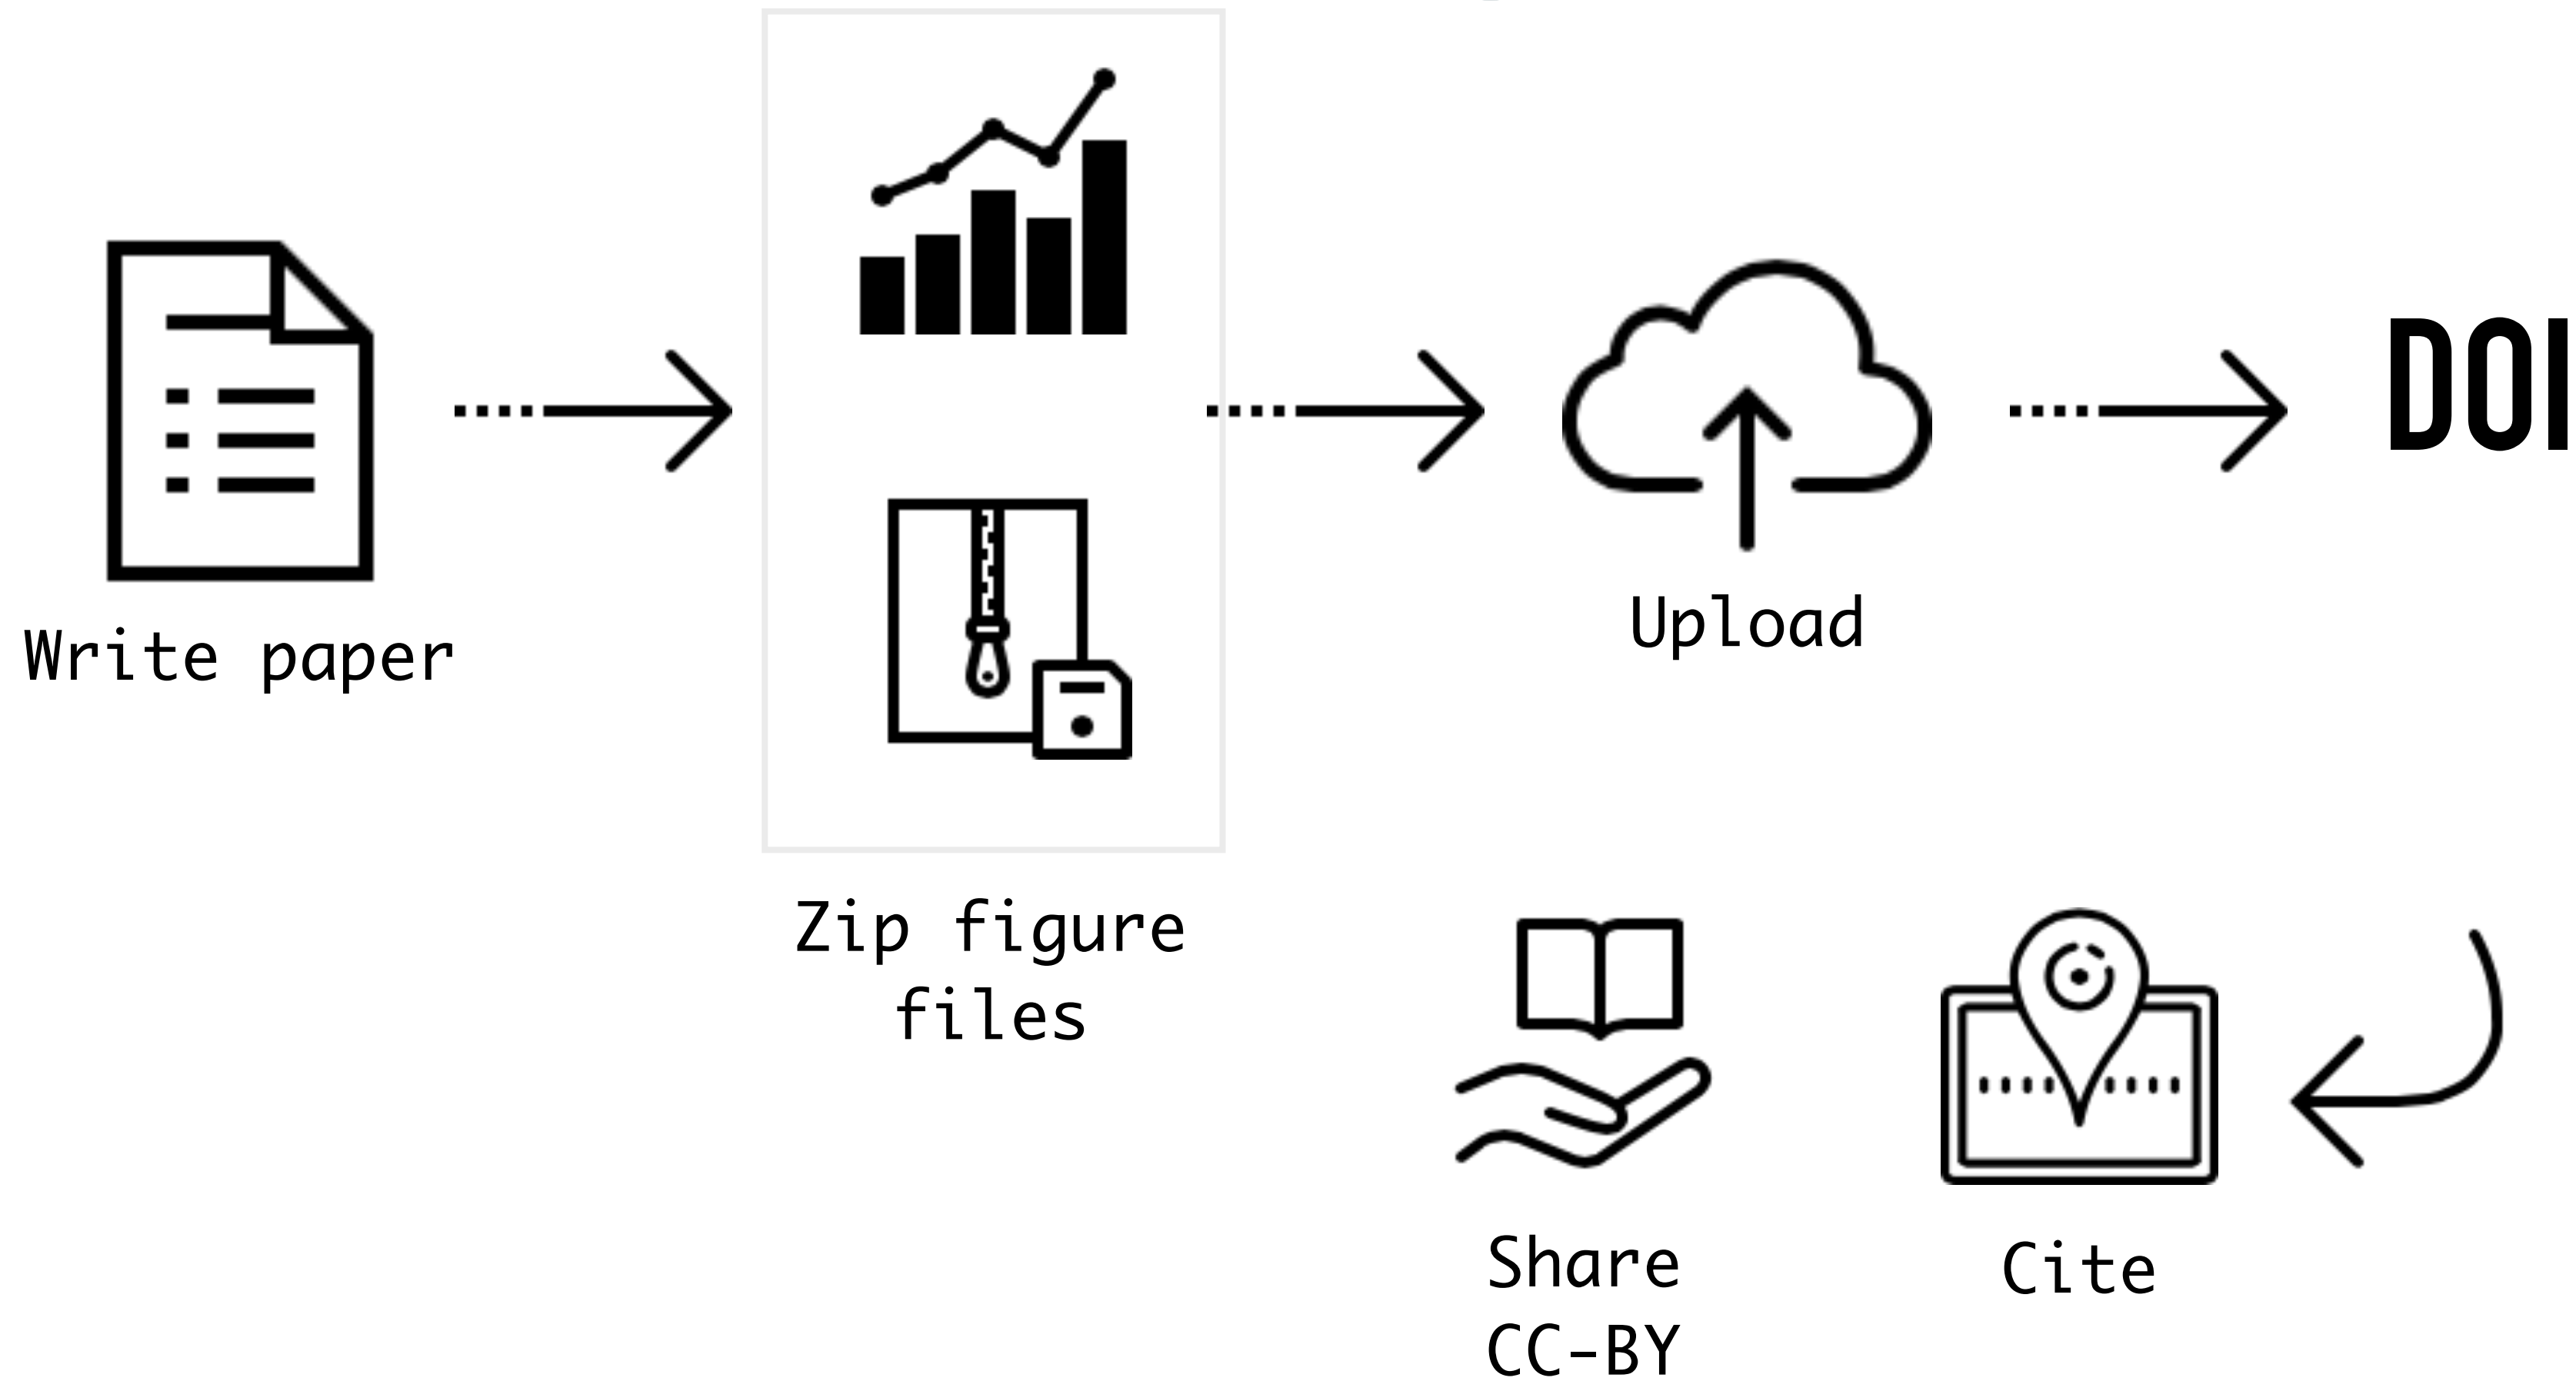 Write paper
Zip figure
files
Upload
DOI
Share
CC-BY
Cite